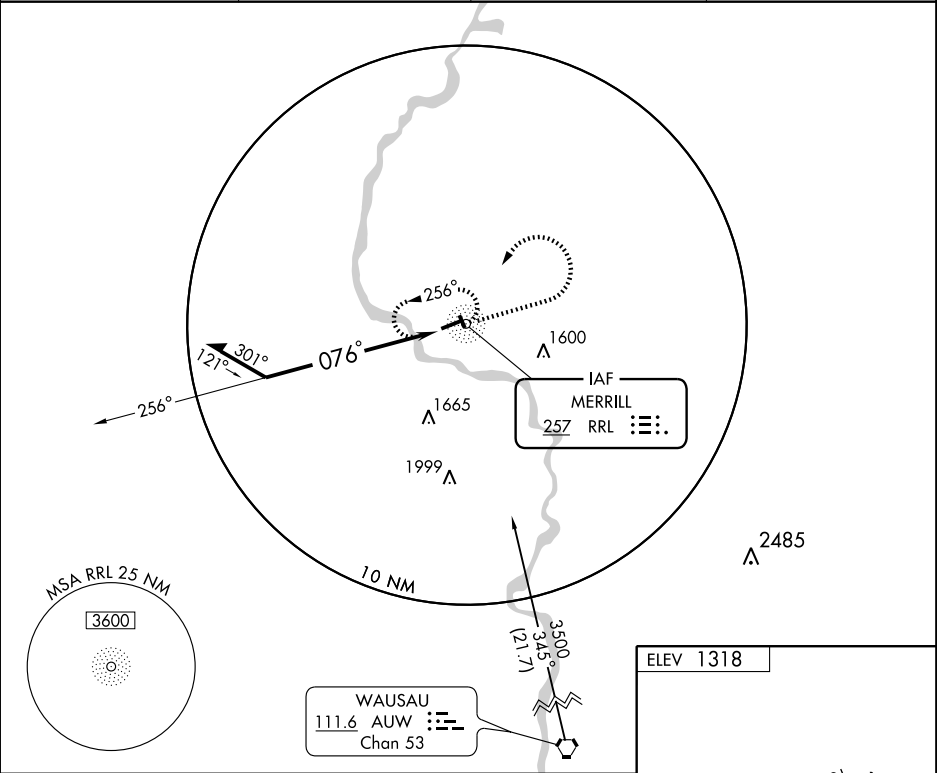 256°
301°
121°
076°
256°
1600
IAF
MERRILL
257 RRL
1665
1999
2485
10 NM
MSA RRL 25 NM
3600
3500
345°
(21.7)
ELEV 1318
WAUSAU
111.6 AUW
Chan 53